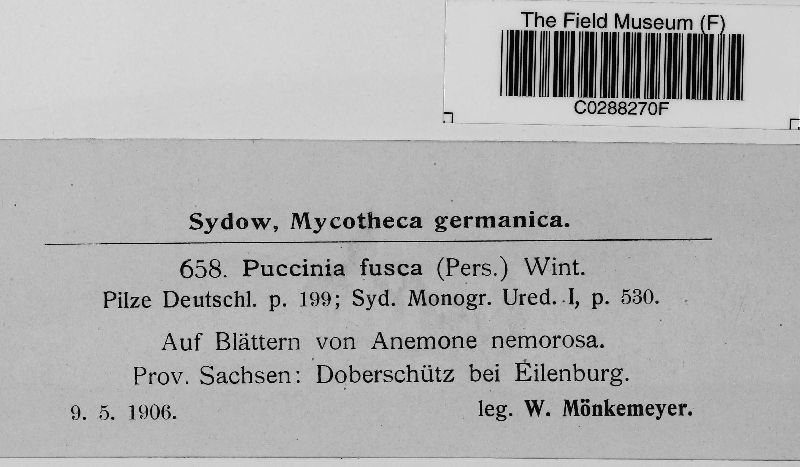 The Field Museum (F)
C0288270F
Sydow, Mycotheca germanica.
658. Puccinia fusca (Pers.) Wint.
Pilze Deutschl. p. 199; Syd. Monogr. Ured. I, p. 530.
Auf Blättern von Anemone nemorosa.
Prov. Sachsen: Doberschütz bei Eilenburg.
9. 5. 1906. leg. W. Mönkemeyer.